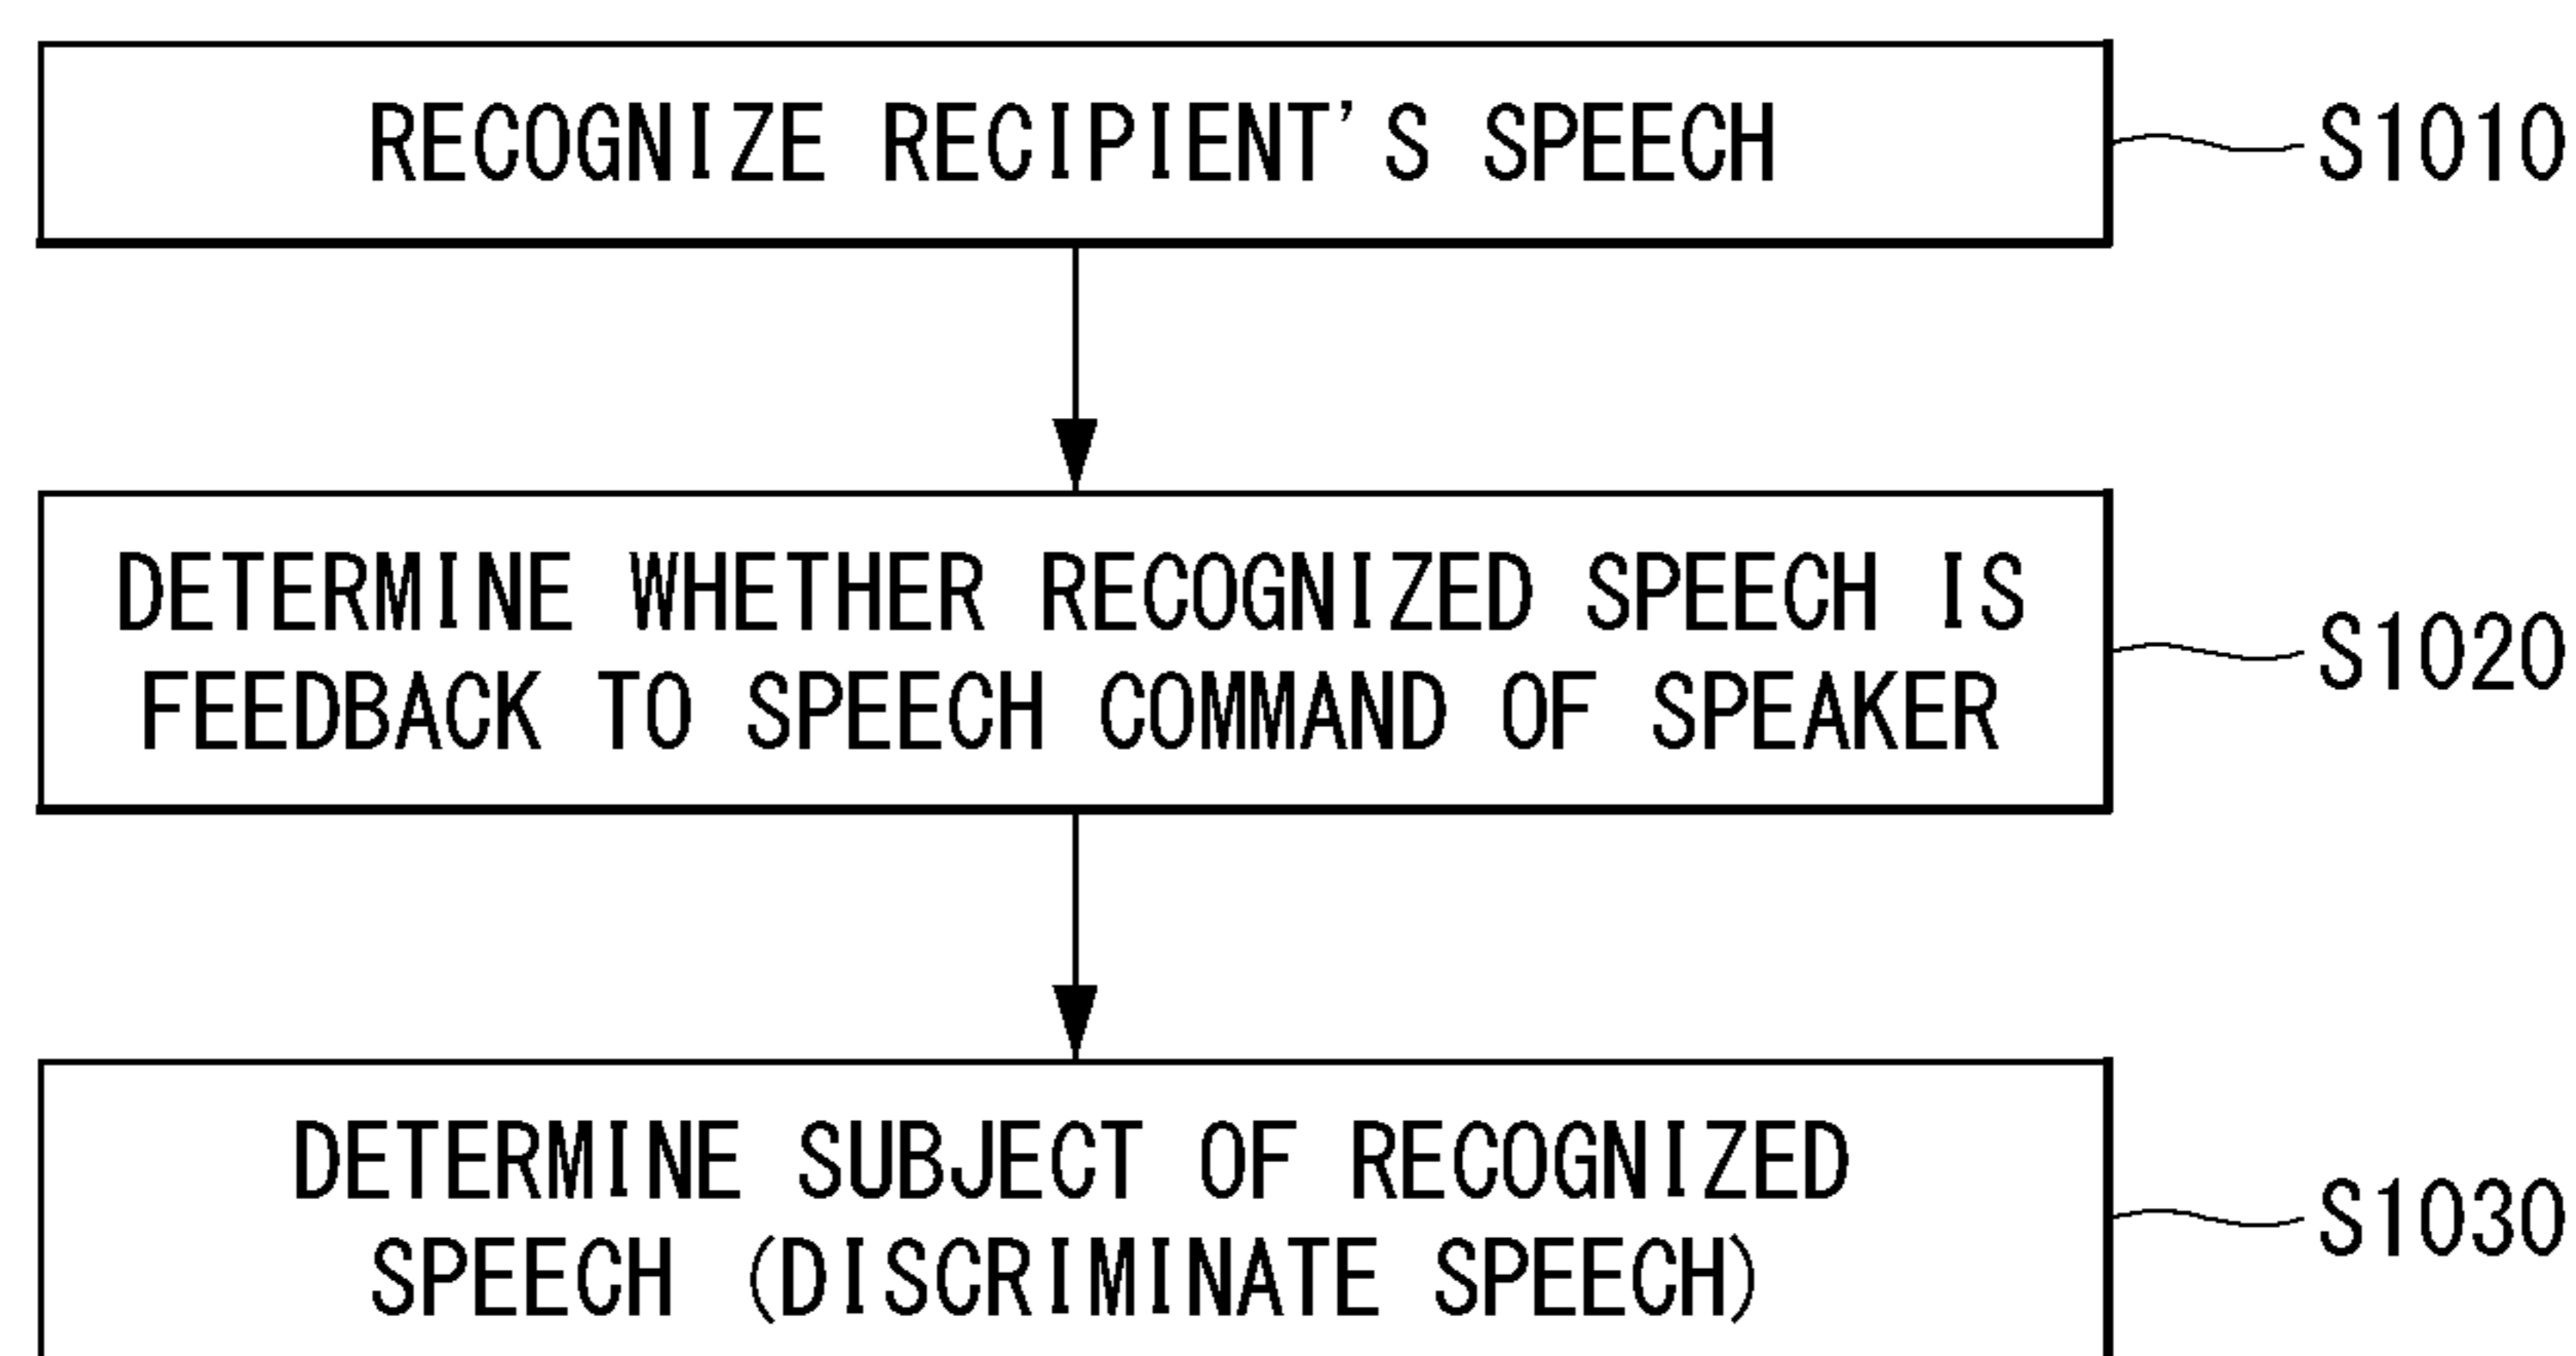 RECOGNIZE RECIPIENT'S SPEECH
S1010
DETERMINE WHETHER RECOGNIZED SPEECH IS
FEEDBACK TO SPEECH COMMAND OF SPEAKER
S1020
DETERMINE SUBJECT OF RECOGNIZED
SPEECH (DISCRIMINATE SPEECH)
S1030